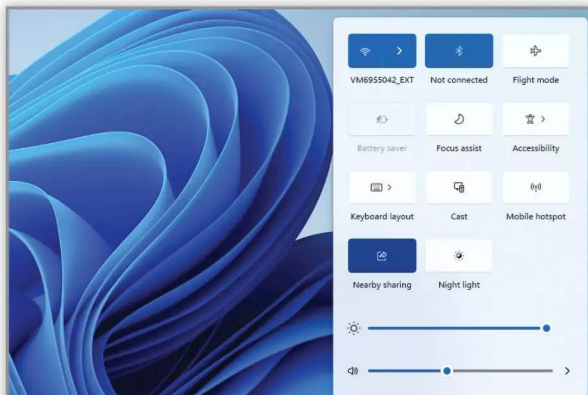 VM6955042_EXT Not connected Flight mode
Battery saver Focus assist Accessibility
Keyboard layout Cast Mobile hotspot
Nearby sharing Night light